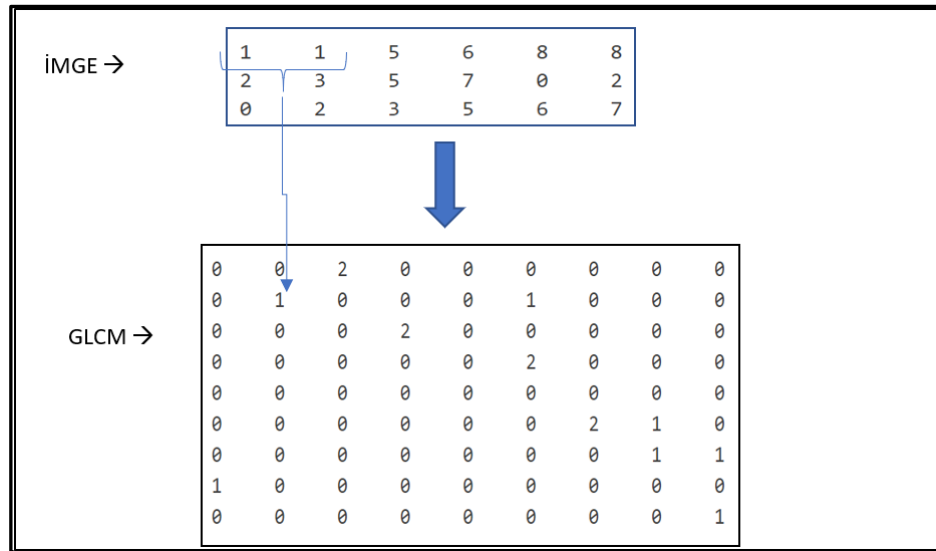 İMGE →
1 1 5 6 8 8
2 3 5 7 0 2
0 2 3 5 6 7
GLCM →
0 0 2 0 0 0 0 0 0
0 1 0 0 0 1 0 0 0
0 0 0 2 0 0 0 0 0
0 0 0 0 0 2 0 0 0
0 0 0 0 0 0 0 0 0
0 0 0 0 0 0 2 1 0
0 0 0 0 0 0 0 1 1
1 0 0 0 0 0 0 0 0
0 0 0 0 0 0 0 0 1